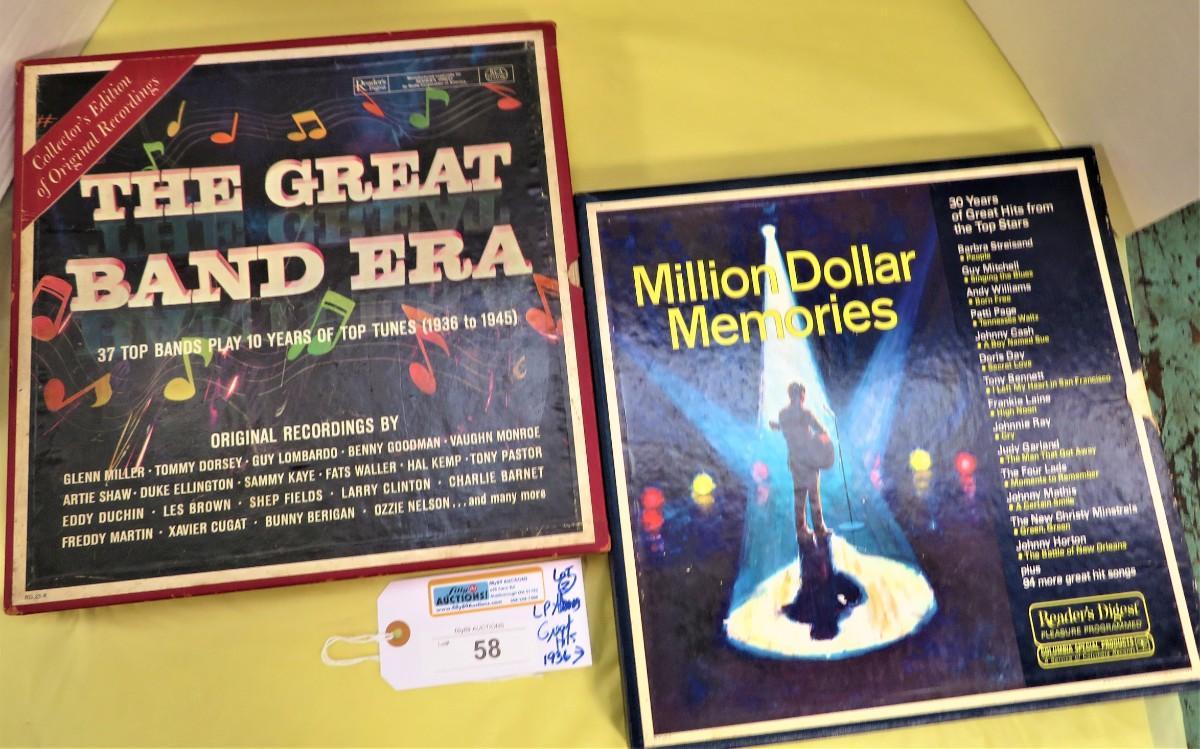 Collector's Edition
of Original Recordings
Reader's
Digest
RCA
THE GREAT
BAND ERA
37 TOP BANDS PLAY 10 YEARS OF TOP TUNES (1936 to 1945)
ORIGINAL RECORDINGS BY
GLENN MILLER · TOMMY DORSEY · GUY LOMBARDO · BENNY GOODMAN · VAUGHN MONROE
ARTIE SHAW · DUKE ELLINGTON · SAMMY KAYE · FATS WALLER · HAL KEMP · TONY PASTOR
EDDY DUCHIN · LES BROWN · SHEP FIELDS · LARRY CLINTON · CHARLIE BARNET
FREDDY MARTIN · XAVIER CUGAT · BUNNY BERIGAN · OZZIE NELSON...and many more
Million Dollar
Memories
30 Years
of Great Hits from
the Top Stars
Barbra Streisand
People
Guy Mitchell
Singing the Blues
Andy Williams
Born Free
Patti Page
Tennessee Waltz
Johnny Cash
A Boy Named Sue
Doris Day
Secret Love
Tony Bennett
I Left My Heart in San Francisco
Frankie Laine
High Noon
Johnnie Ray
Cry
Judy Garland
The Man That Got Away
The Four Lads
Moments to Remember
Johnny Mathis
A Certain Smile
The New Christy Minstrels
Green, Green
Johnny Horton
The Battle of New Orleans
plus
94 more great hit songs
Reader's Digest
PLEASURE PROGRAMMED
COLUMBIA SPECIAL PRODUCTS
AUCTIONS!
58
LOT
(2)
LP
1936 >